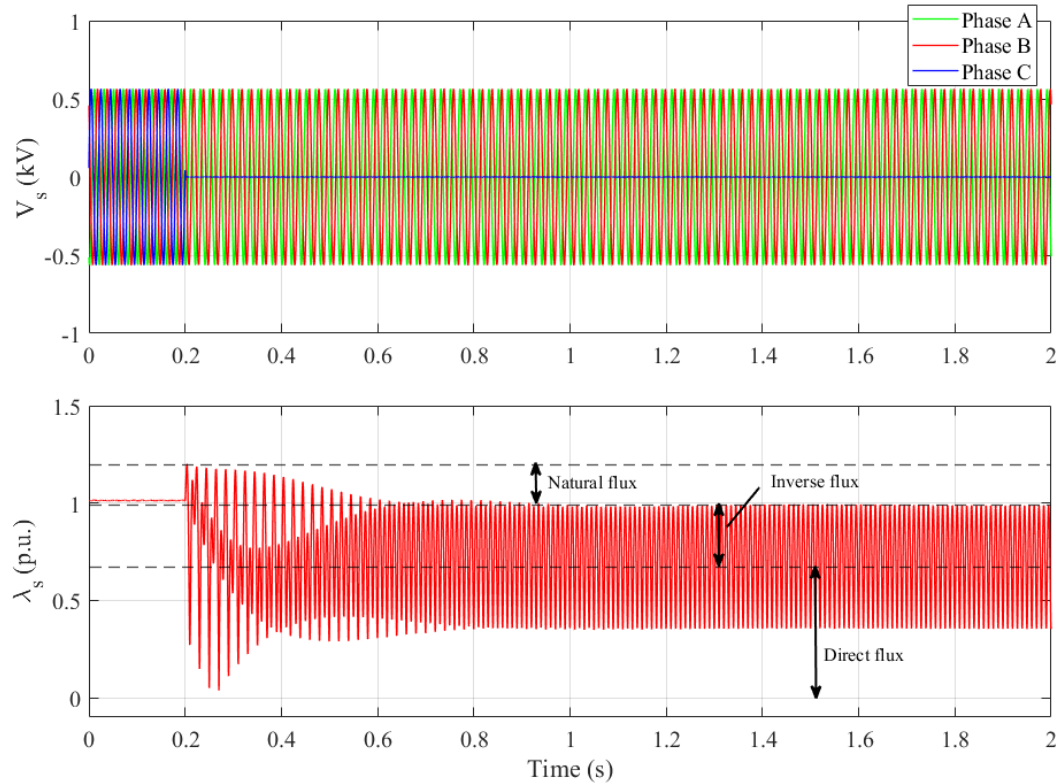 1
0.5
0
-0.5
-1
V_s (kV)
Phase A
Phase B
Phase C
0 0.2 0.4 0.6 0.8 1 1.2 1.4 1.6 1.8 2
1.5
1
0.5
0
λ_s (p.u.)
Natural flux
Inverse flux
Direct flux
0 0.2 0.4 0.6 0.8 1 1.2 1.4 1.6 1.8 2
Time (s)